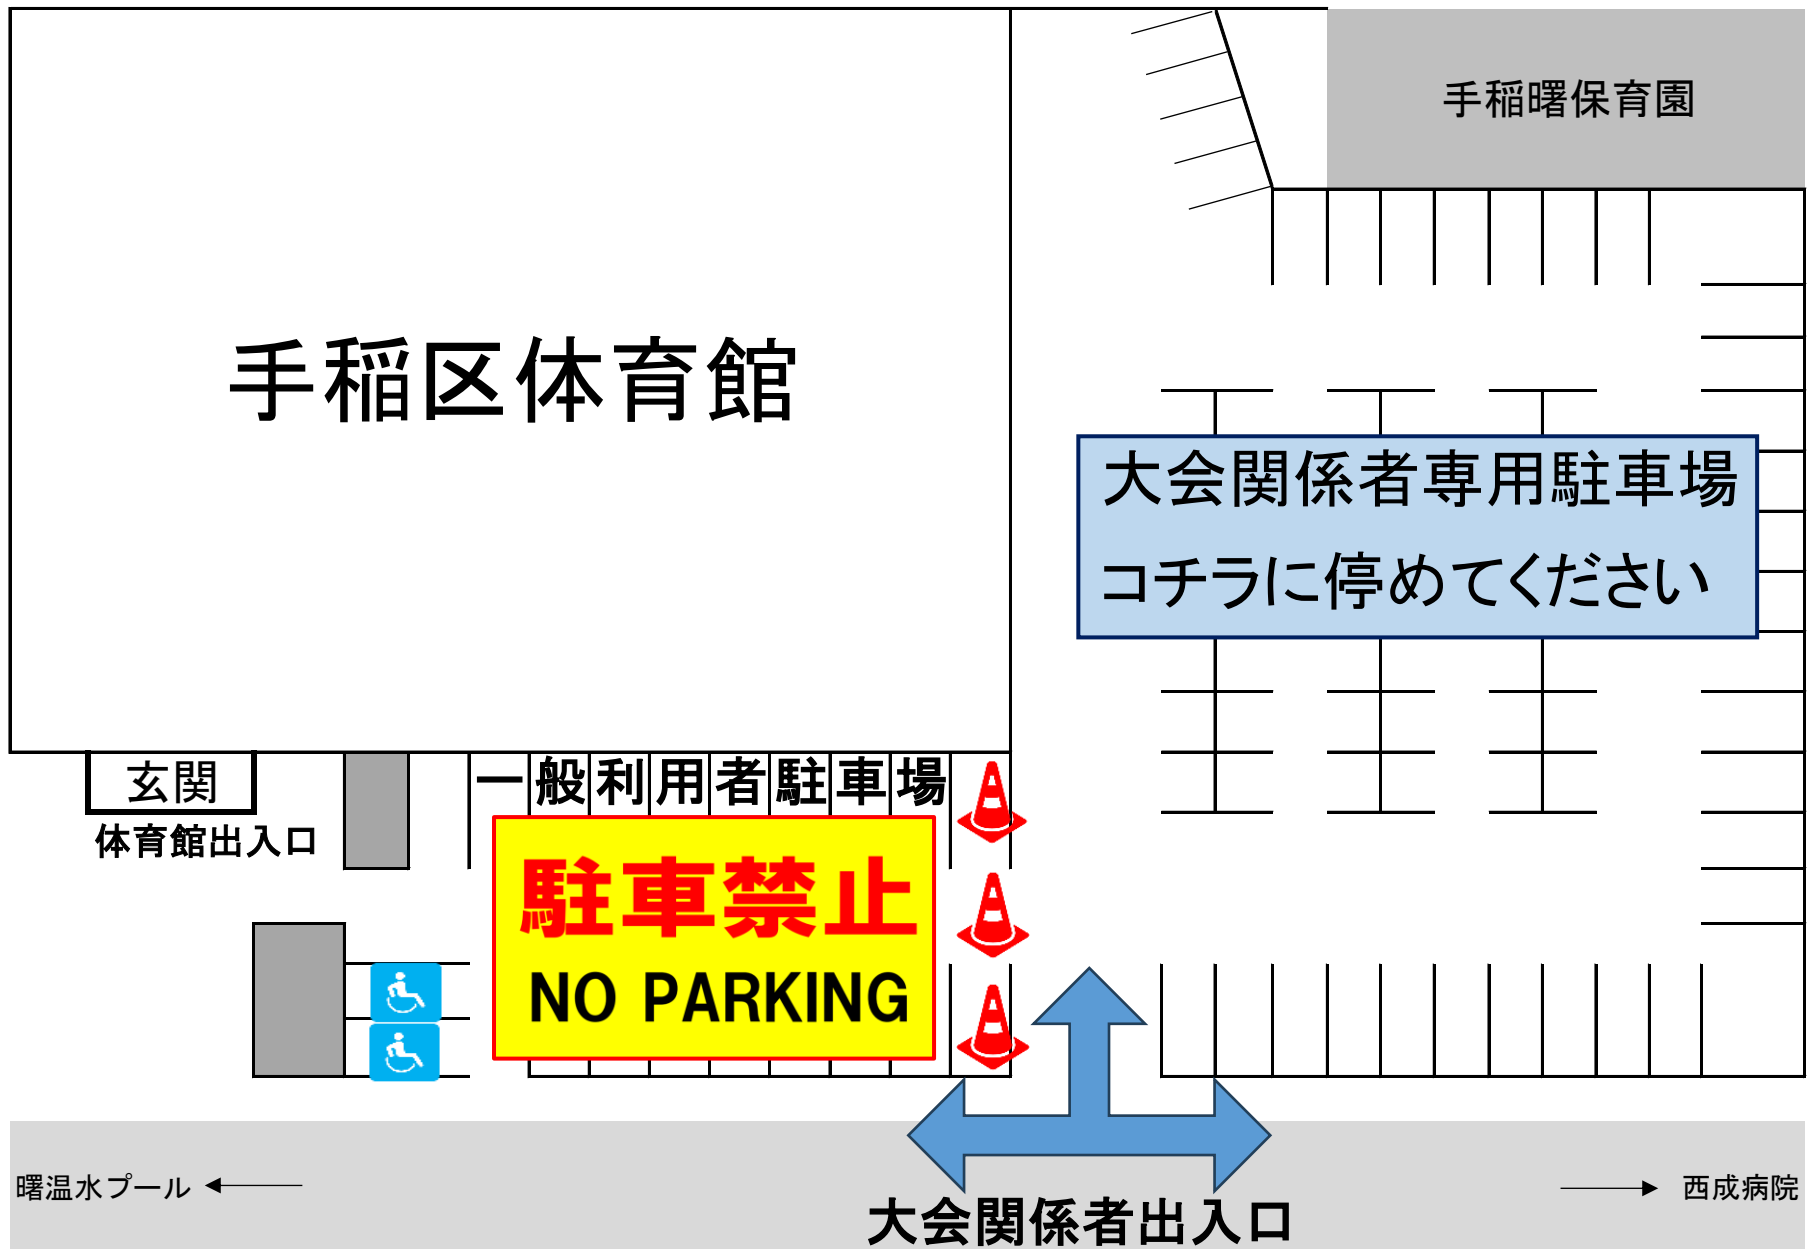 手稲曙保育園
手稲区体育館
大会関係者専用駐車場
コチラに停めてください
玄関
体育館出入口
一般利用者駐車場
駐車禁止
NO PARKING
曙温水プール
西成病院
大会関係者出入口